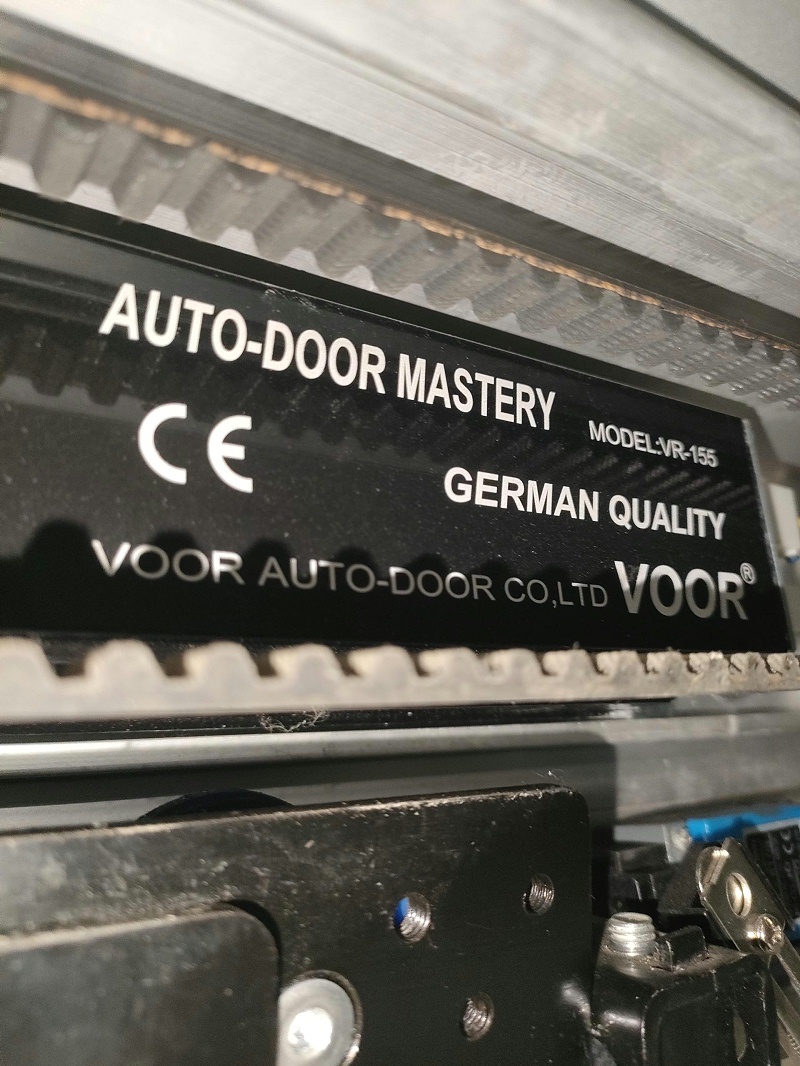 AUTO-DOOR MASTERY
MODEL:VR-155
CE
GERMAN QUALITY
VOOR AUTO-DOOR CO,LTD VOOR®